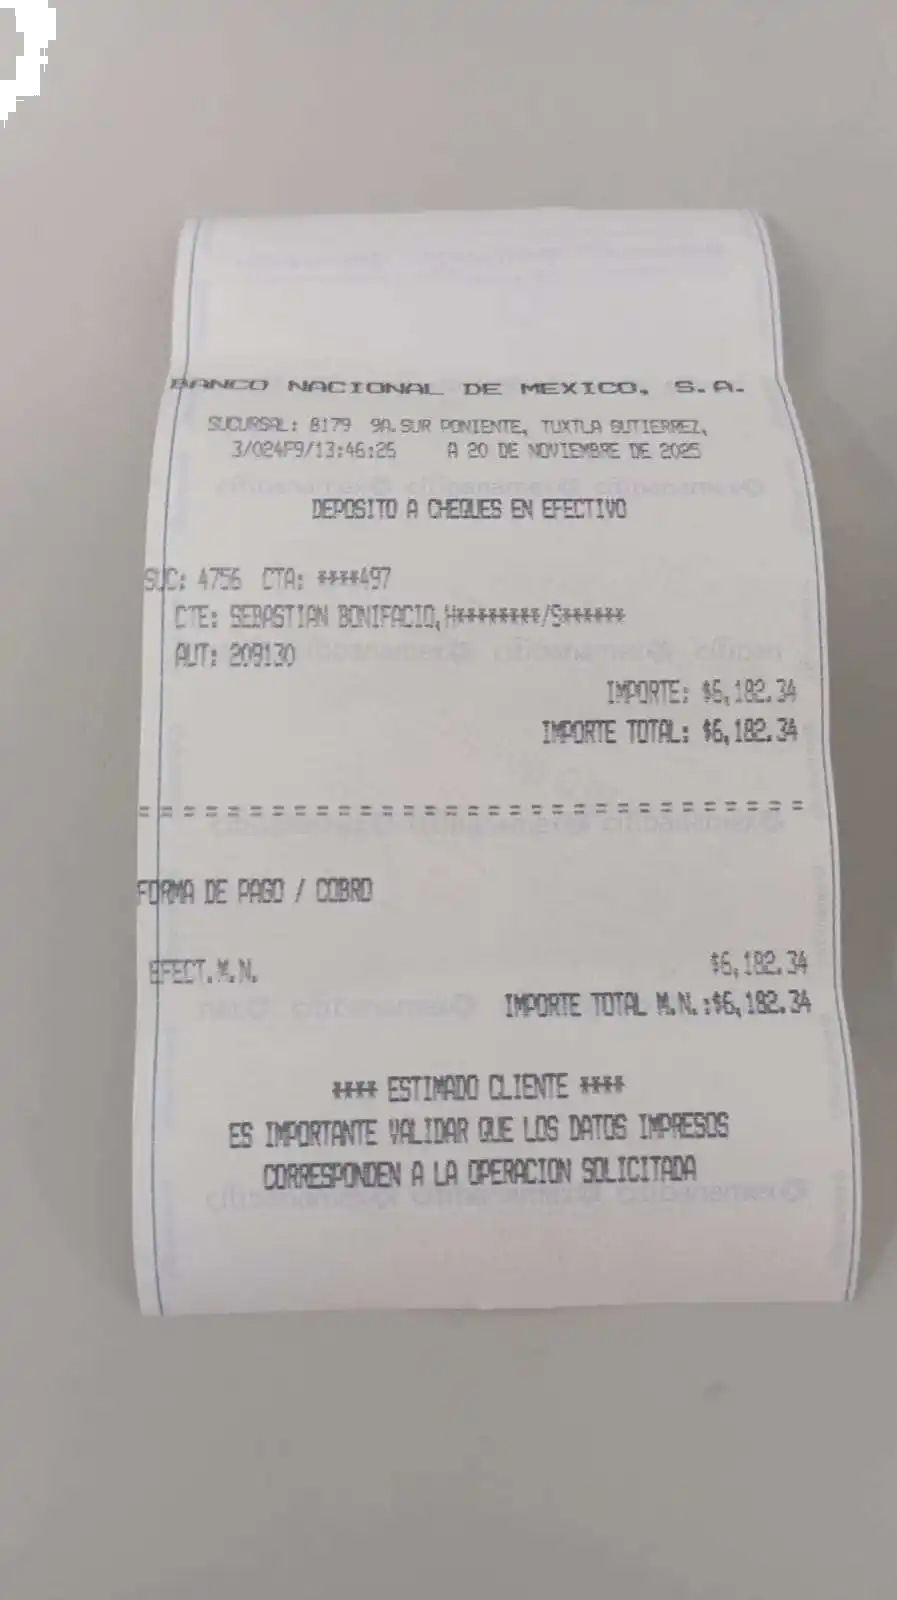 BANCO NACIONAL DE MEXICO, S.A.
SUCURSAL: 8179 9A.SUR PONIENTE, TUXTLA GUTIERREZ,
3/024F9/13:46:26 A 20 DE NOVIEMBRE DE 2025
DEPOSITO A CHEQUES EN EFECTIVO
SUC: 4756 CTA: ****497
CTE: SEBASTIAN BONIFACIO,H********/S******
AUT: 209130
IMPORTE: $6,182.34
IMPORTE TOTAL: $6,182.34
================================
FORMA DE PAGO / COBRO
EFECT.M.N. $6,182.34
IMPORTE TOTAL M.N.:$6,182.34
**** ESTIMADO CLIENTE ****
ES IMPORTANTE VALIDAR QUE LOS DATOS IMPRESOS
CORRESPONDEN A LA OPERACION SOLICITADA